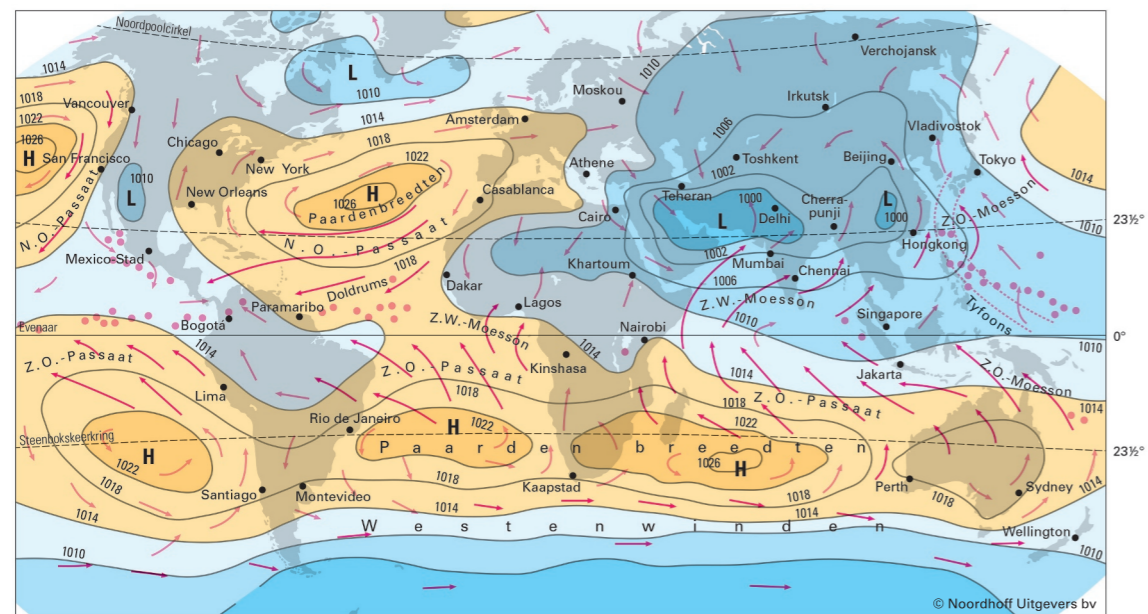 Noordpoolcirkel
Verchojansk
L
1010
1014
1010
Moskou
1018
1014
Irkutsk
Vancouver
1022
Amsterdam
1006
1026
Chicago
1018
Vladivostok
H
San Francisco
New York
1022
Athene
Toshkent
Beijing
Tokyo
1014
1010
H
1002
L
New Orleans
1026
Paardenbreedten
Casablanca
Teheran
1000
Cherra-
punji
L
1000
N.O.-Passaat
Cairo
L
Delhi
Z.O.-Moesson
1010
23½°
N.O.-Passaat
Hongkong
Mexico-Stad
1002
Mumbai
1018
Khartoum
Chennai
Doldrums
Dakar
1006
Paramaribo
Lagos
Z.W.-Moesson
Tyfoons
Bogotá
Z.W.-Moesson
1010
Singapore
Evenaar
Nairobi
0°
1014
1014
1010
Z.O.-Passaat
Z.O.-Passaat
Kinshasa
1014
Jakarta
Z.O.-Moesson
Lima
1018
1018
Z.O.-Passaat
1014
Rio de Janeiro
H
1022
1022
Steenbokskeerkring
Paardenbreedten
23½°
H
1022
1026
H
1018
Santiago
Montevideo
1018
Kaapstad
1018
Perth
1018
Sydney
1014
1014
1014
1014
Westenwinden
Wellington
1010
1010
© Noordhoff Uitgevers bv